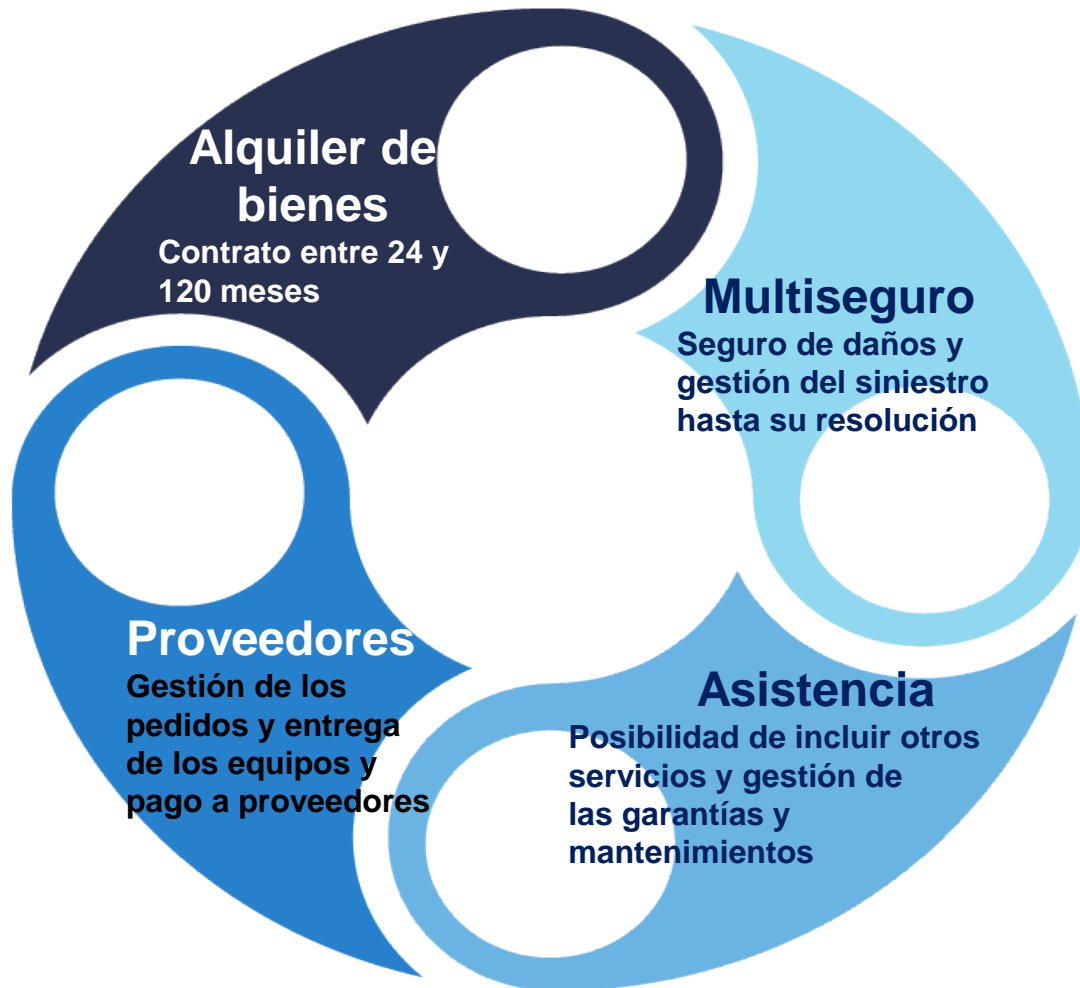 Alquiler de
bienes
Contrato entre 24 y
120 meses
Multiseguro
Seguro de daños y
gestión del siniestro
hasta su resolución
Proveedores
Gestión de los
pedidos y entrega
de los equipos y
pago a proveedores
Asistencia
Posibilidad de incluir otros
servicios y gestión de
las garantías y
mantenimientos